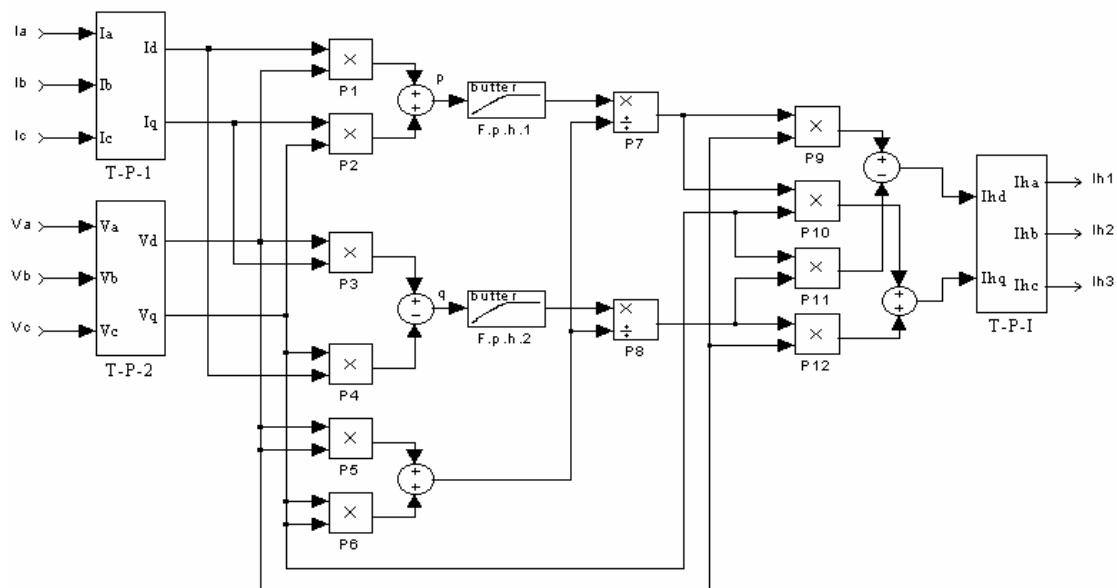 Ia
Ib
Ic
Ia
Ib
Ic
Id
Iq
T-P-1
Va
Vb
Vc
Va
Vb
Vc
Vd
Vq
T-P-2
×
P1
×
P2
×
P3
×
P4
×
P5
×
P6
+
+
p
+
−
q
+
+
butter
F.p.h.1
butter
F.p.h.2
×
÷
P7
×
÷
P8
×
P9
×
P10
×
P11
×
P12
+
−
+
+
Ihd
Ihq
Iha
Ihb
Ihc
T-P-I
Ih1
Ih2
Ih3